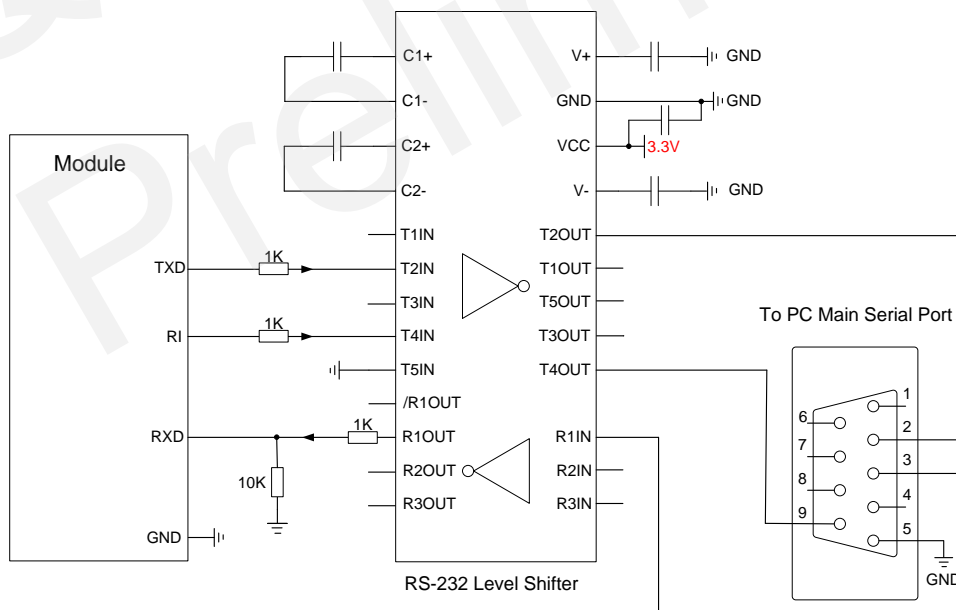 Prelim
Module
TXD
RI
RXD
GND
1K
1K
1K
10K
C1+
C1-
C2+
C2-
T1IN
T2IN
T3IN
T4IN
T5IN
/R1OUT
R1OUT
R2OUT
R3OUT
V+
GND
VCC
V-
T2OUT
T1OUT
T5OUT
T3OUT
T4OUT
R1IN
R2IN
R3IN
GND
GND
3.3V
GND
RS-232 Level Shifter
To PC Main Serial Port
1
6
2
7
3
8
4
9
5
GND